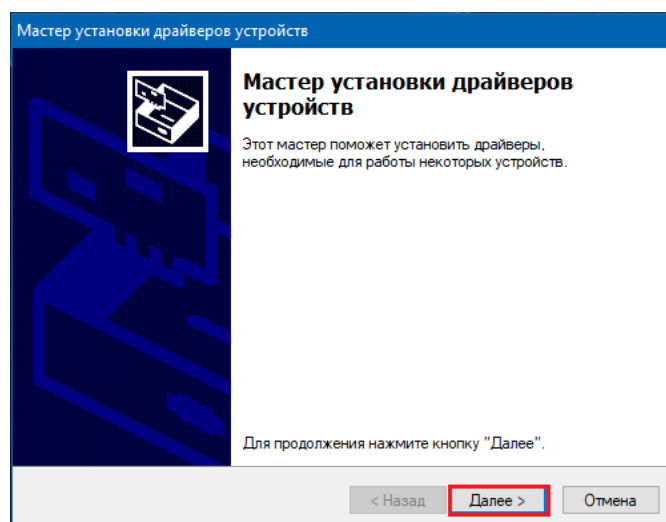 Мастер установки драйверов устройств
Мастер установки драйверов
устройств
Этот мастер поможет установить драйверы,
необходимые для работы некоторых устройств.
Для продолжения нажмите кнопку "Далее".
< Назад
Далее >
Отмена